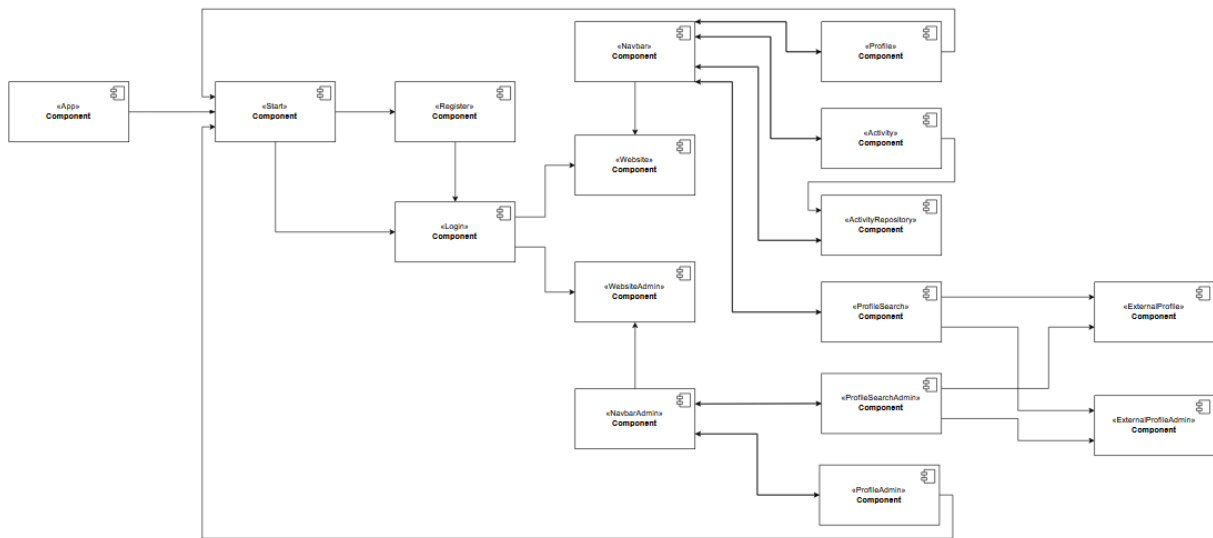 «App»
Component
«Start»
Component
«Register»
Component
«Login»
Component
«Navbar»
Component
«Website»
Component
«WebsiteAdmin»
Component
«NavbarAdmin»
Component
«Profile»
Component
«Activity»
Component
«ActivityRepository»
Component
«ProfileSearch»
Component
«ProfileSearchAdmin»
Component
«ProfileAdmin»
Component
«ExternalProfile»
Component
«ExternalProfileAdmin»
Component